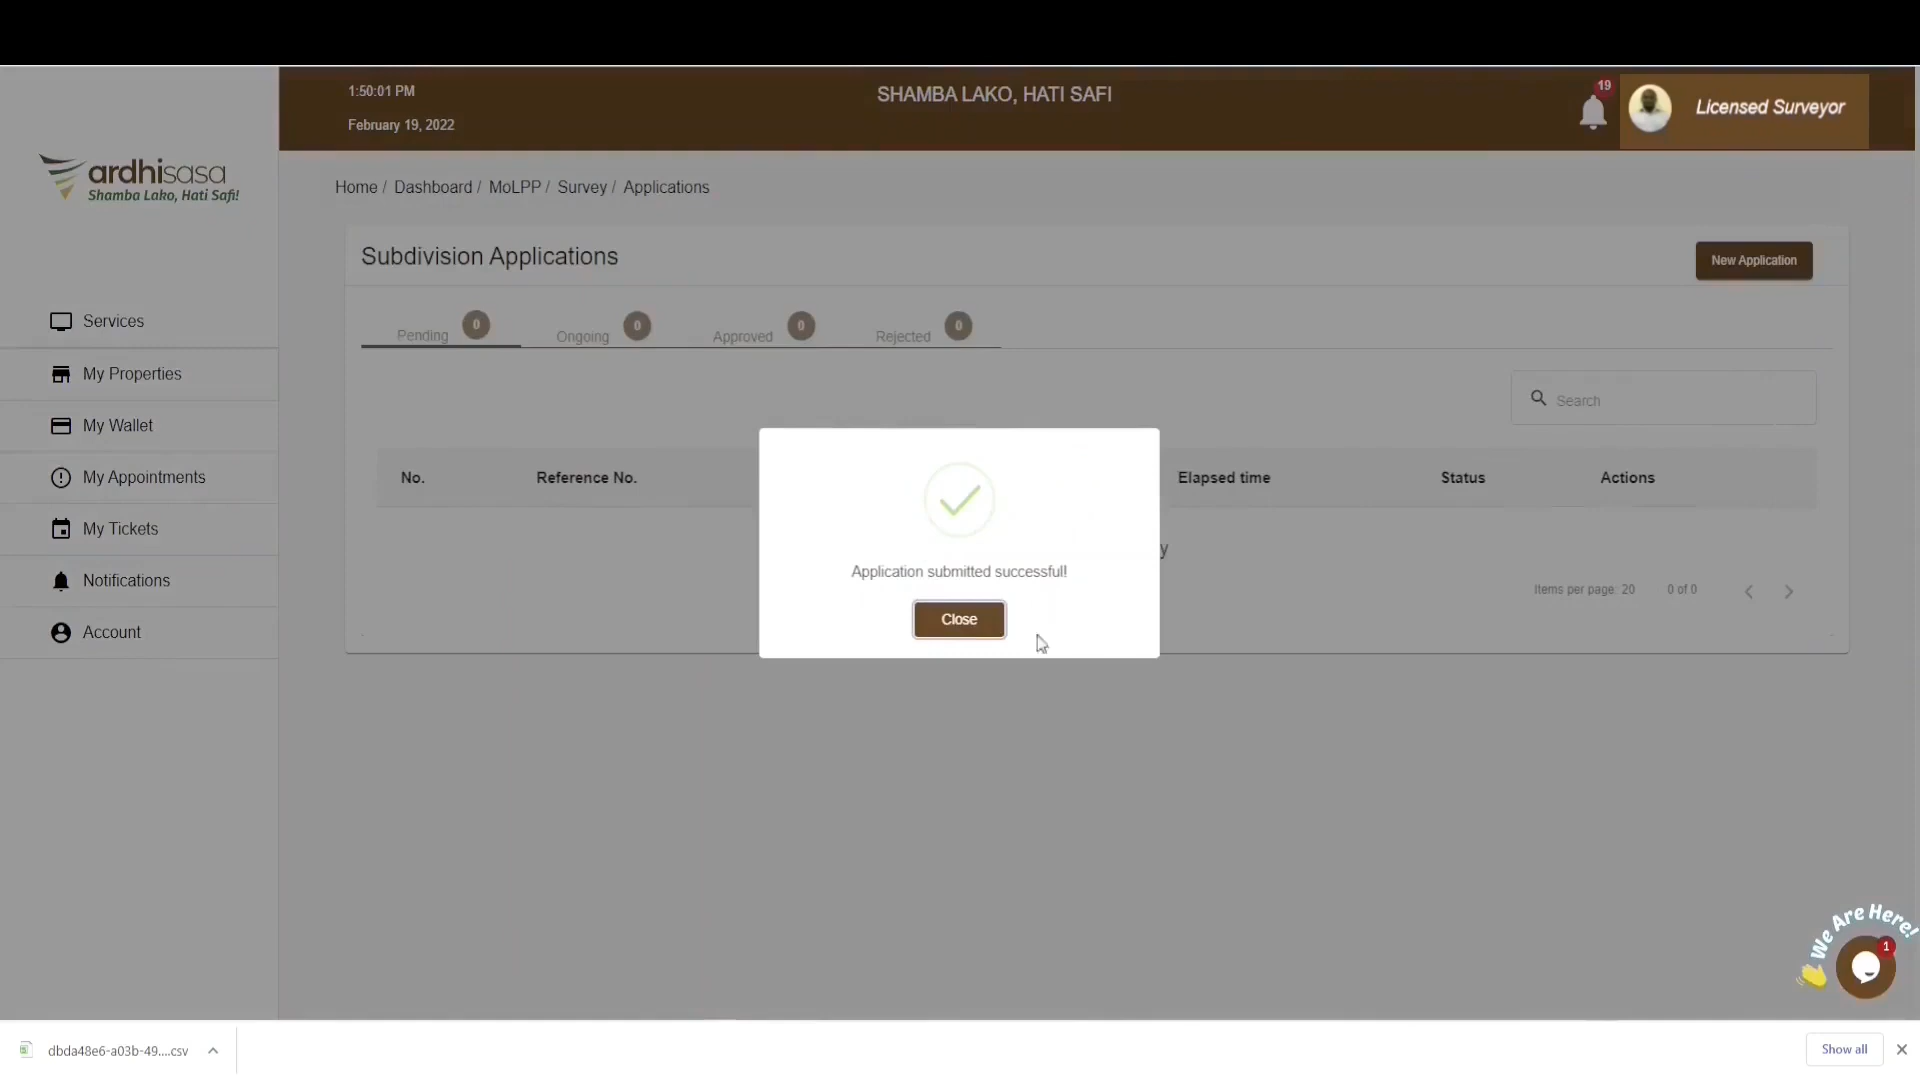 1:50:01 PM
SHAMBA LAKO, HATI SAFI
19
Licensed Surveyor
February 19, 2022
ardhisasa
Shamba Lako, Hati Safi!
Home / Dashboard / MoLPP / Survey / Applications
Subdivision Applications
New Application
Services
My Properties
My Wallet
My Appointments
My Tickets
Notifications
Account
Pending 0
Ongoing 0
Approved 0
Rejected 0
Search
No. Reference No. Elapsed time Status Actions
y
Items per page: 20 0 of 0
Application submitted successful!
Close
We Are Here!
1
dbda48e6-a03b-49....csv
Show all